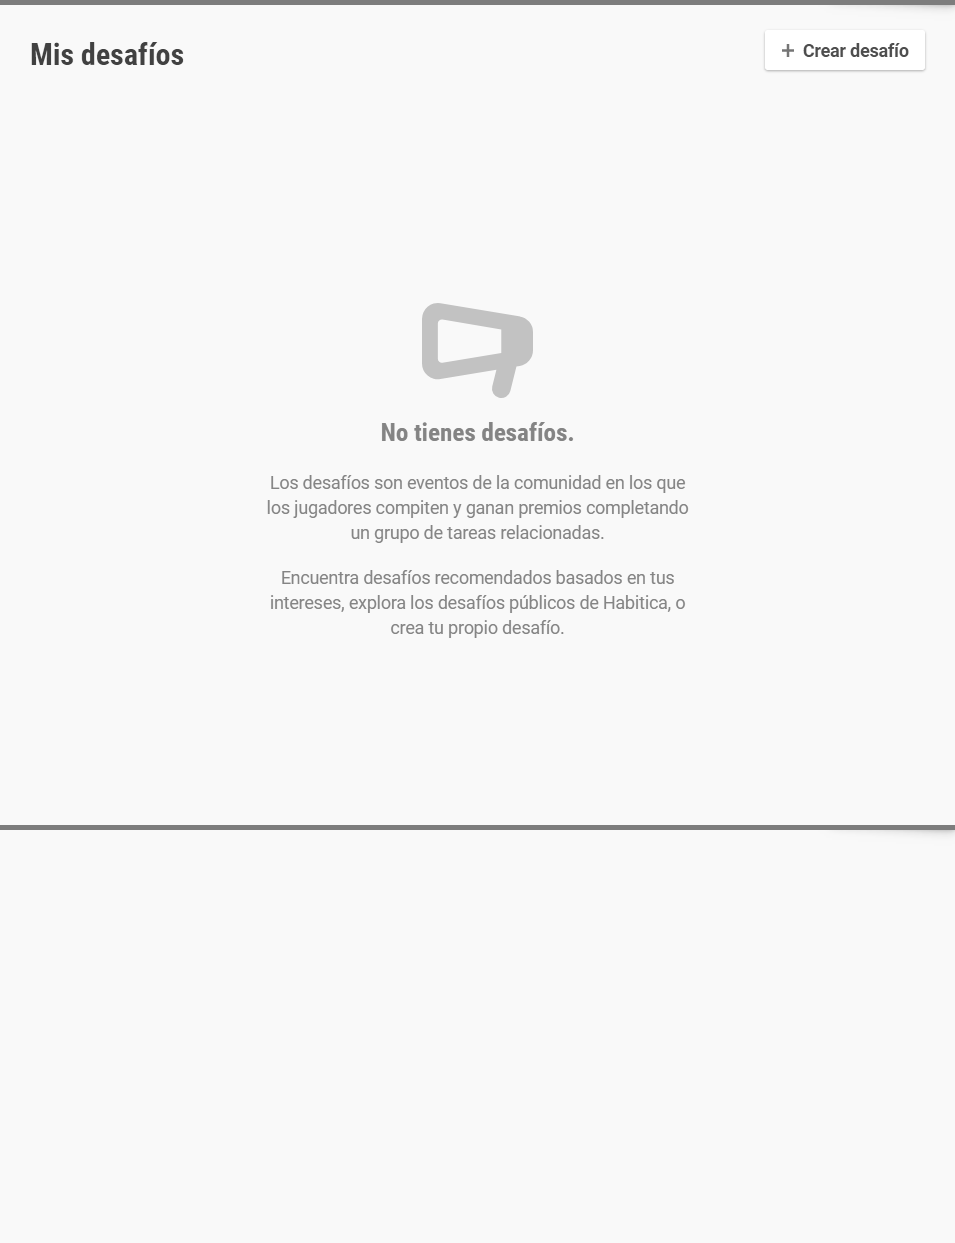 Mis desafíos
+ Crear desafío
No tienes desafíos.
Los desafíos son eventos de la comunidad en los que
los jugadores compiten y ganan premios completando
un grupo de tareas relacionadas.
Encuentra desafíos recomendados basados en tus
intereses, explora los desafíos públicos de Habitica, o
crea tu propio desafío.